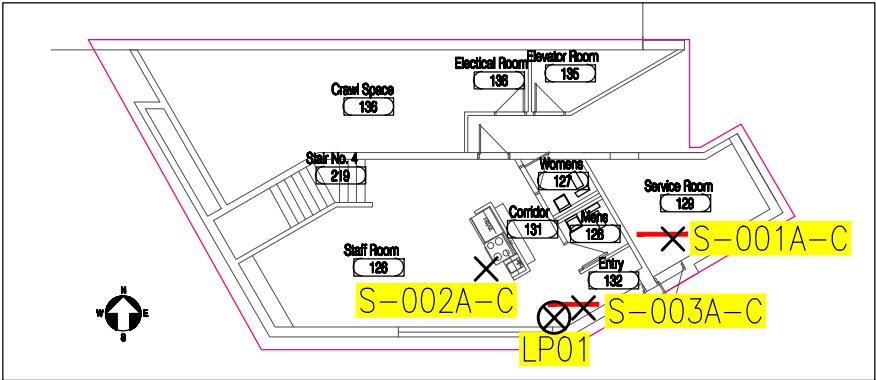 Electical Room
136
Elevator Room
135
Crawl Space
136
Stair No. 4
219
Womens
127
Service Room
129
Corridor
131
Mens
126
S-001A-C
Staff Room
126
Entry
132
S-002A-C
S-003A-C
LP01
N
W E
S